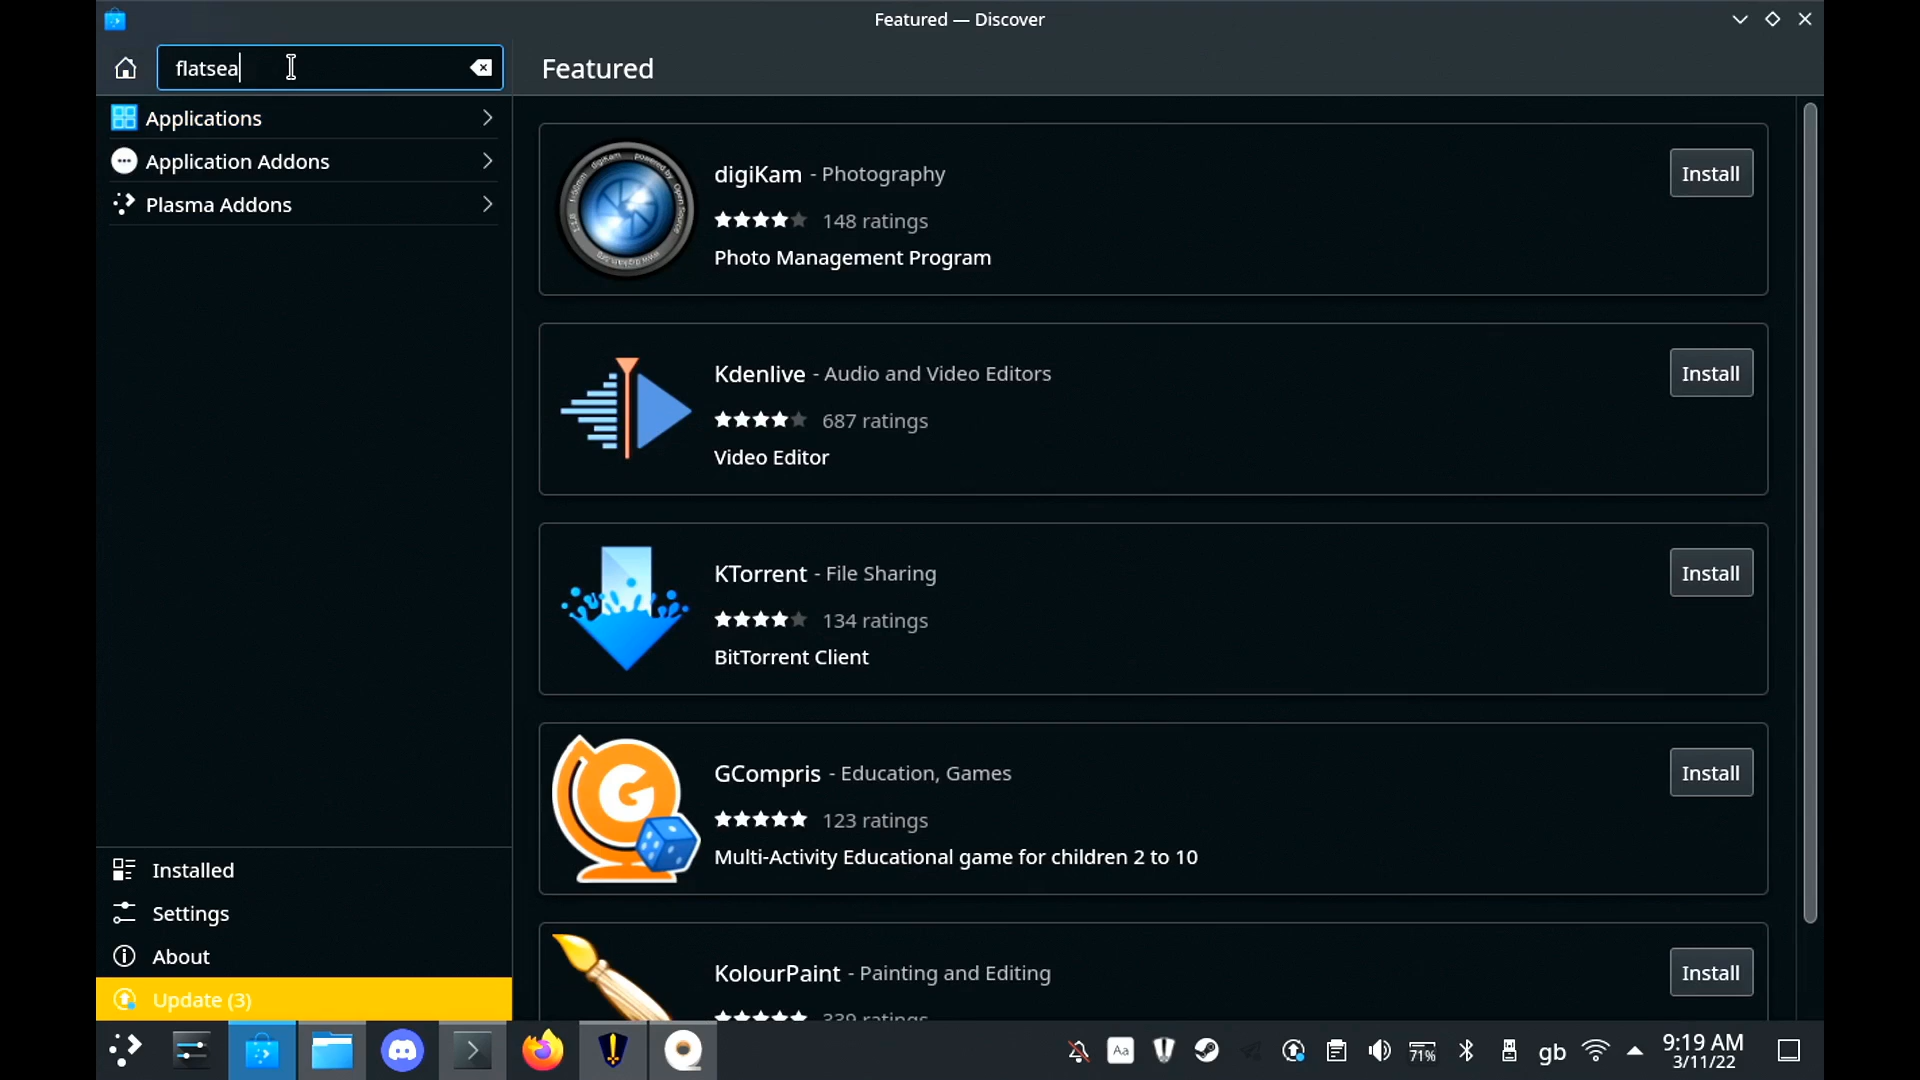 Featured — Discover
flatsea
Featured
Applications
Application Addons
Plasma Addons
digiKam - Photography
Install
148 ratings
Photo Management Program
Kdenlive - Audio and Video Editors
Install
687 ratings
Video Editor
KTorrent - File Sharing
Install
134 ratings
BitTorrent Client
GCompris - Education, Games
Install
123 ratings
Multi-Activity Educational game for children 2 to 10
KolourPaint - Painting and Editing
Install
339 ratings
Installed
Settings
About
Update (3)
Aa
71%
gb
9:19 AM
3/11/22